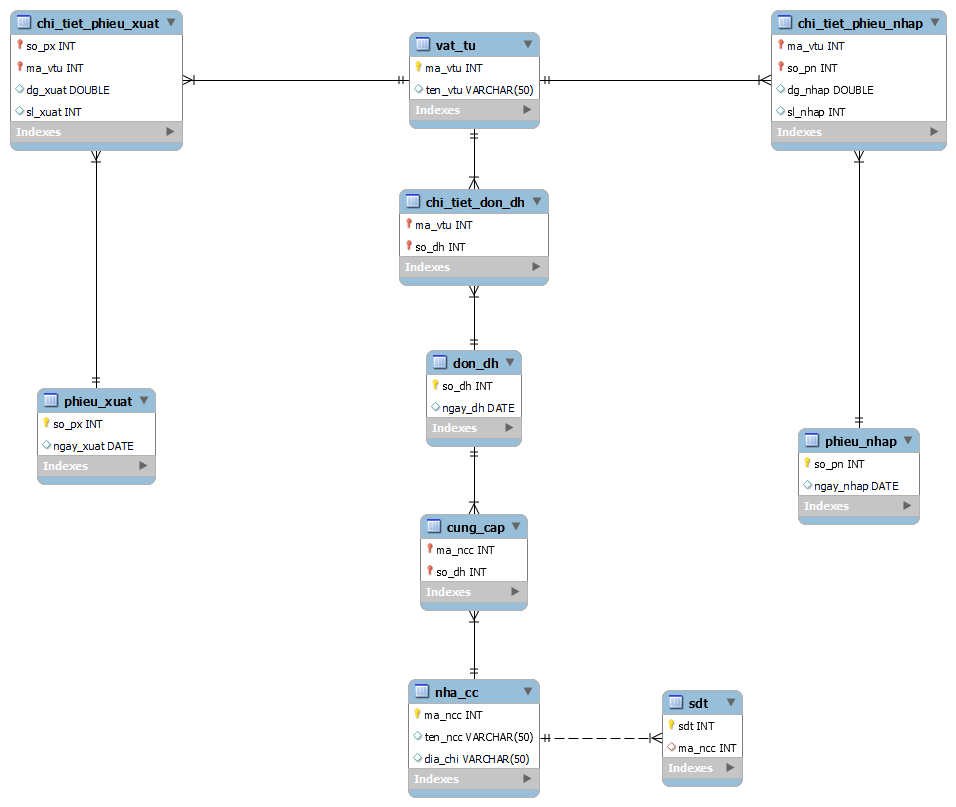 chi_tiet_phieu_xuat
so_px INT
ma_vtu INT
dg_xuat DOUBLE
sl_xuat INT
Indexes
vat_tu
ma_vtu INT
ten_vtu VARCHAR(50)
Indexes
chi_tiet_phieu_nhap
ma_vtu INT
so_pn INT
dg_nhap DOUBLE
sl_nhap INT
Indexes
chi_tiet_don_dh
ma_vtu INT
so_dh INT
Indexes
don_dh
so_dh INT
ngay_dh DATE
Indexes
phieu_xuat
so_px INT
ngay_xuat DATE
Indexes
phieu_nhap
so_pn INT
ngay_nhap DATE
Indexes
cung_cap
ma_ncc INT
so_dh INT
Indexes
nha_cc
ma_ncc INT
ten_ncc VARCHAR(50)
dia_chi VARCHAR(50)
Indexes
sdt
sdt INT
ma_ncc INT
Indexes